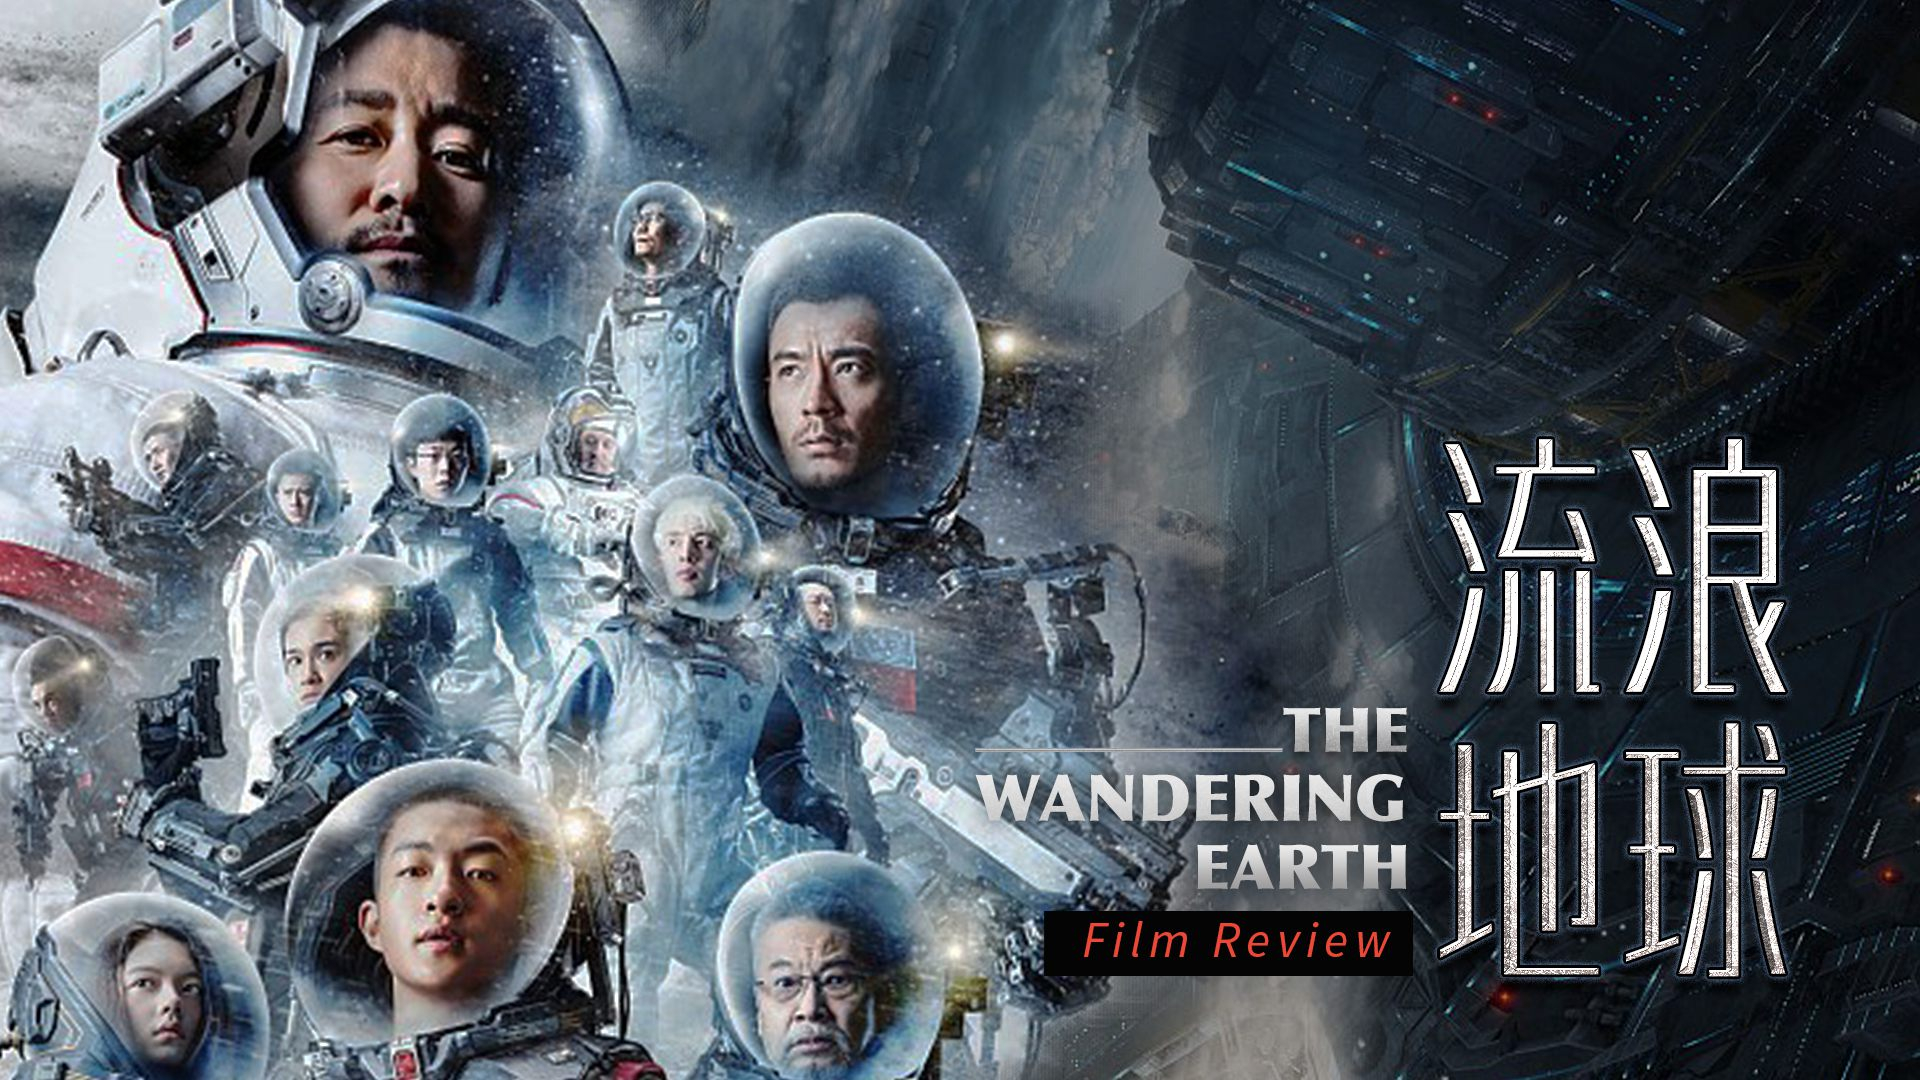 流浪
地球
THE
WANDERING
EARTH
Film Review